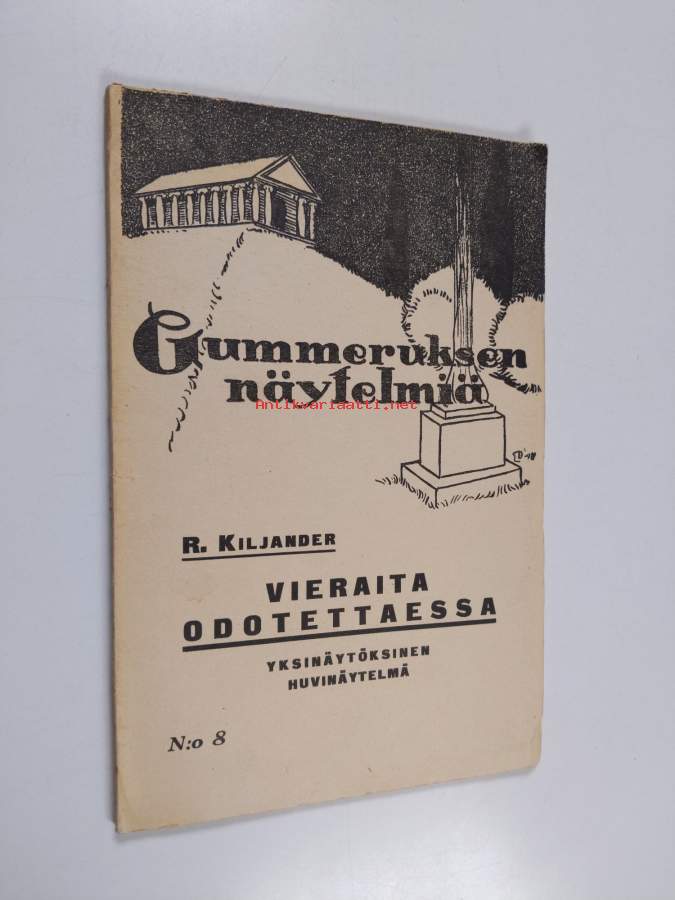 Gummeruksen
näytelmiä
Antikvariaatti.net
R. KILJANDER
VIERAITA
ODOTETTAESSA
YKSINÄYTÖKSINEN
HUVINÄYTELMÄ
N:o 8